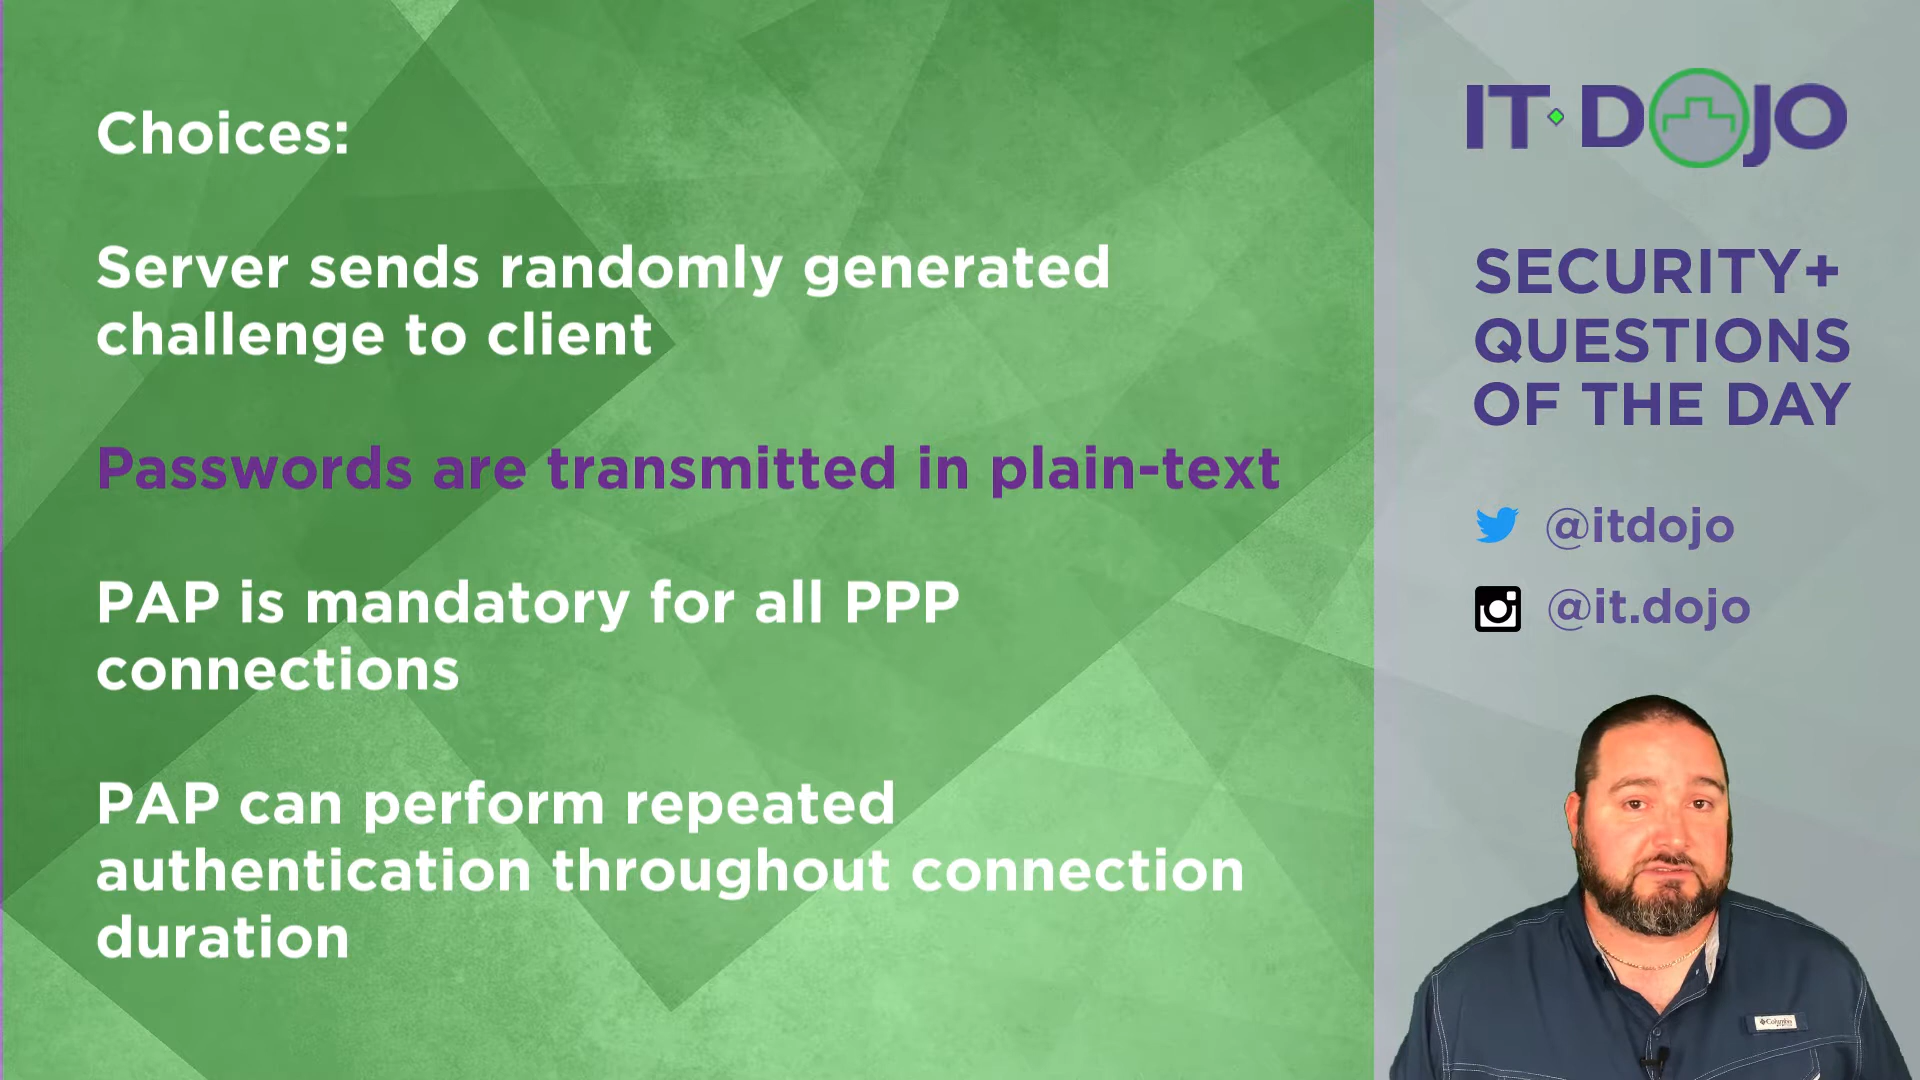 Choices:
Server sends randomly generated
challenge to client
Passwords are transmitted in plain-text
PAP is mandatory for all PPP
connections
PAP can perform repeated
authentication throughout connection
duration
IT DOJO
SECURITY+
QUESTIONS
OF THE DAY
@itdojo
@it.dojo
Columbia